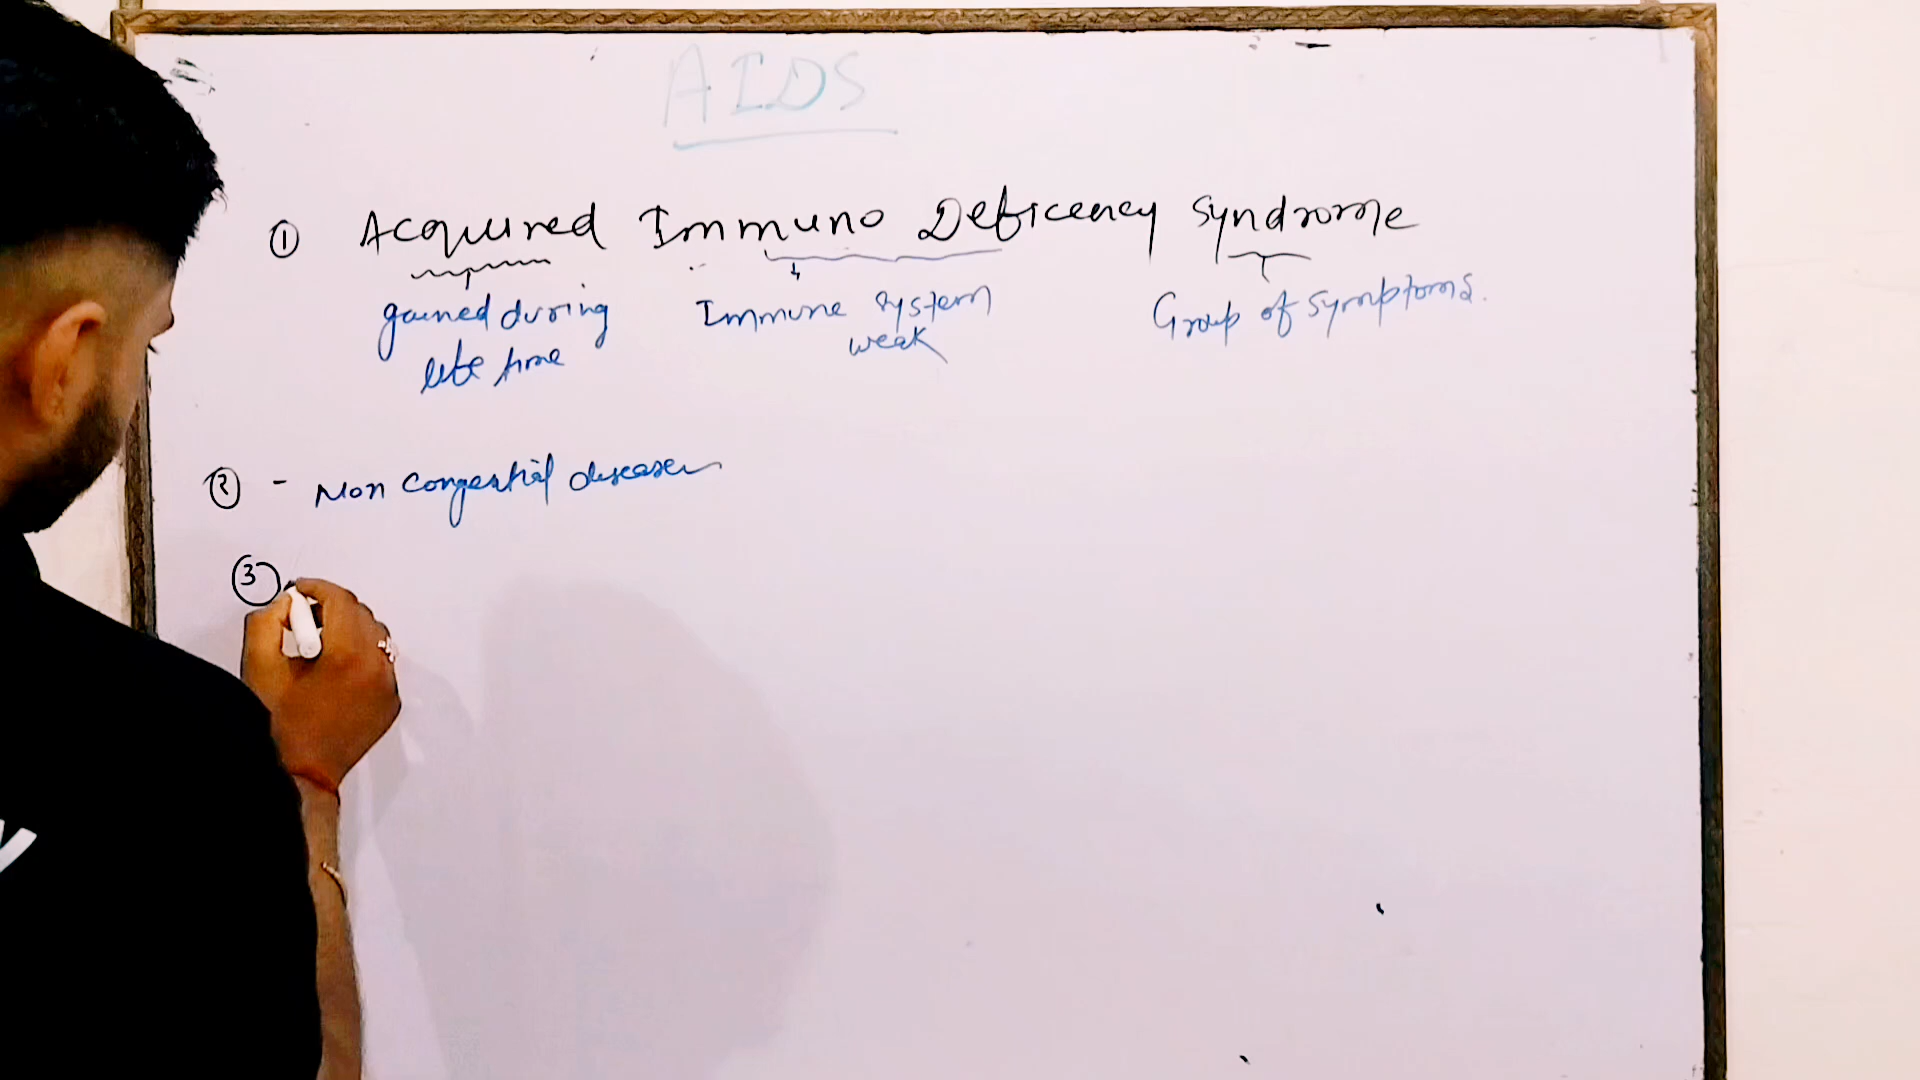 AIDS
① Acquired Immuno Deficency Syndrome
gained during
life time
Immune system
weak
Group of symptoms.
② - Non congenital diseases
③